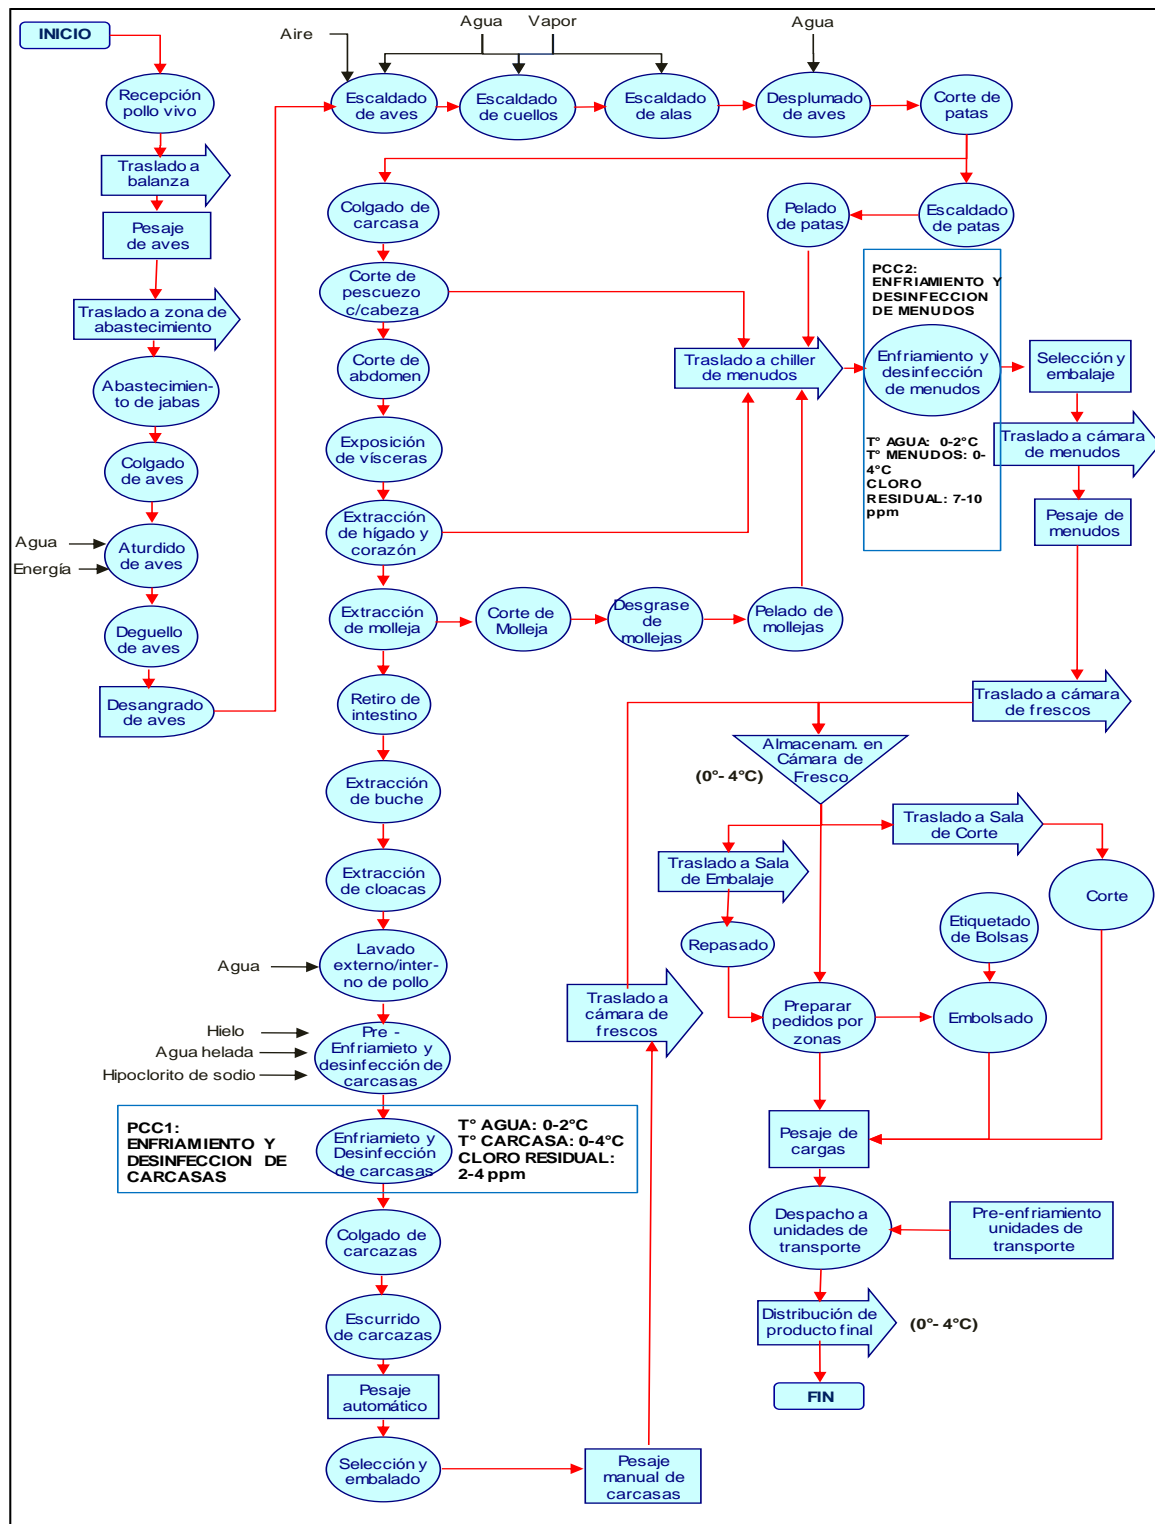 INICIO
Recepción
pollo vivo
Traslado a
balanza
Pesaje
de aves
Traslado a zona de
abastecimiento
Abastecimien-
to de jabas
Colgado
de aves
Agua
Energía
Aturdido
de aves
Deguello
de aves
Desangrado
de aves
Aire
Agua
Vapor
Agua
Escaldado
de aves
Escaldado
de cuellos
Escaldado
de alas
Desplumado
de aves
Corte de
patas
Escaldado
de patas
Pelado
de patas
Colgado de
carcasa
Corte de
pescuezo
c/cabeza
Corte de
abdomen
Exposición
de vísceras
Extracción
de hígado y
corazón
Extracción
de molleja
Corte de
Molleja
Desgrase
de
mollejas
Pelado de
mollejas
Traslado a chiller
de menudos
PCC2:
ENFRIAMIENTO Y
DESINFECCION
DE MENUDOS
Enfriamiento y
desinfección
de menudos
T° AGUA: 0-2°C
T° MENUDOS: 0-
4°C
CLORO
RESIDUAL: 7-10
ppm
Selección y
embalaje
Traslado a cámara
de menudos
Pesaje de
menudos
Traslado a cámara
de frescos
Retiro de
intestino
Extracción
de buche
Extracción
de cloacas
Agua
Lavado
externo/inter-
no de pollo
Hielo
Agua helada
Hipoclorito de sodio
Pre -
Enfriamieto y
desinfección de
carcasas
PCC1:
ENFRIAMIENTO Y
DESINFECCION DE
CARCASAS
Enfriamieto y
Desinfección
de carcasas
T° AGUA: 0-2°C
T° CARCASA: 0-4°C
CLORO RESIDUAL:
2-4 ppm
Colgado de
carcazas
Escurrido
de carcazas
Pesaje
automático
Selección y
embalado
Pesaje
manual de
carcasas
Traslado a
cámara de
frescos
Almacenam. en
Cámara de
Fresco
(0°- 4°C)
Traslado a Sala
de Corte
Corte
Traslado a Sala
de Embalaje
Repasado
Etiquetado
de Bolsas
Preparar
pedidos por
zonas
Embolsado
Pesaje de
cargas
Despacho a
unidades de
transporte
Pre-enfriamiento
unidades de
transporte
Distribución de
producto final
(0°- 4°C)
FIN